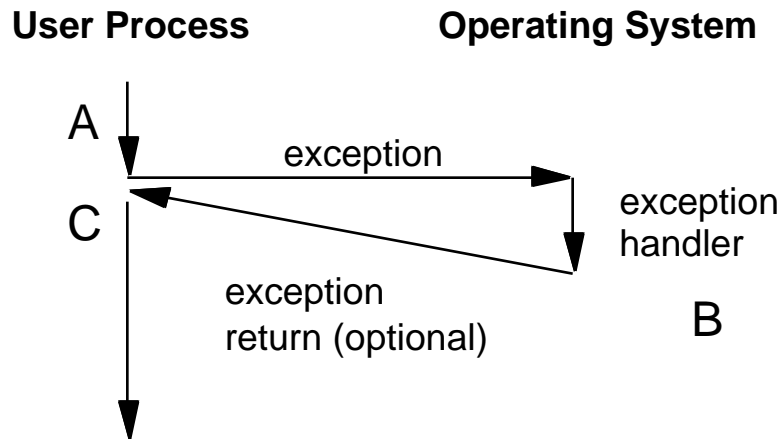 User Process
Operating System
A
exception
C
exception
handler
exception
return (optional)
B